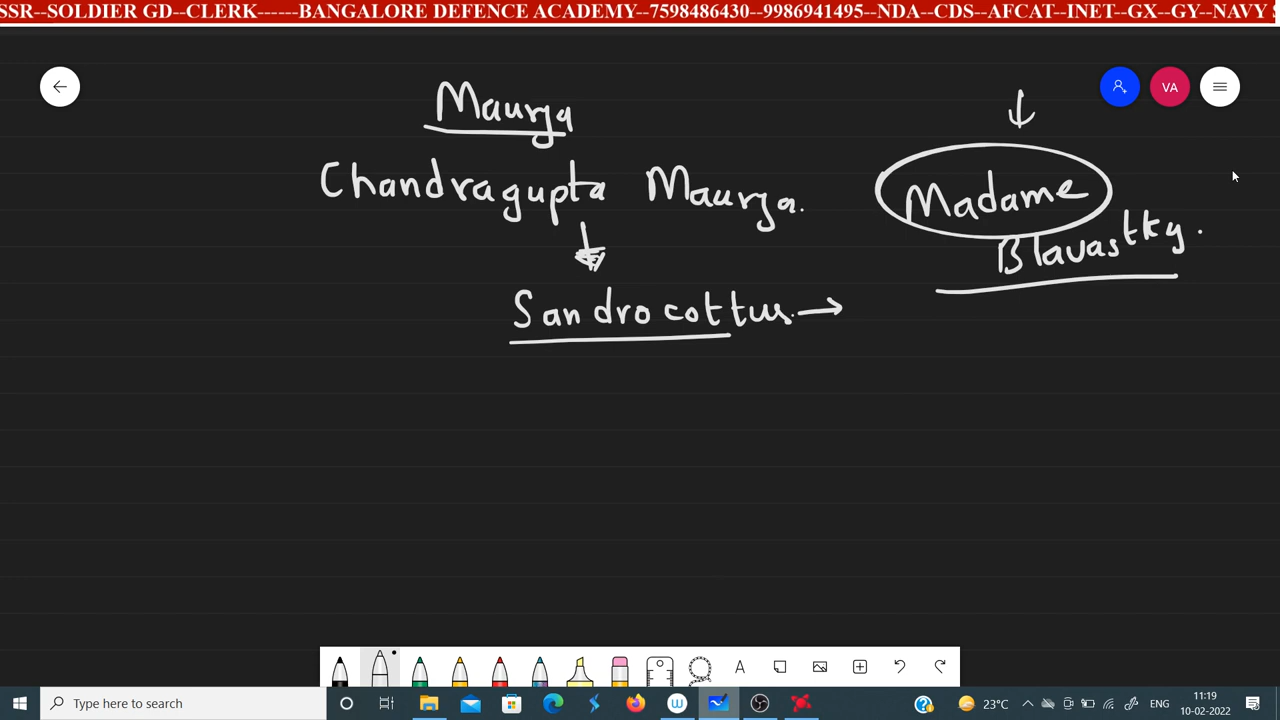 SSR--SOLDIER GD--CLERK------BANGALORE DEFENCE ACADEMY--7598486430--9986941495--NDA--CDS--AFCAT--INET--GX--GY--NAVY S
VA
Maurya
Chandragupta Maurya.
Madame
Blavastky.
Sandrocottus.
A
Type here to search
23°C
ENG
11:19
10-02-2022